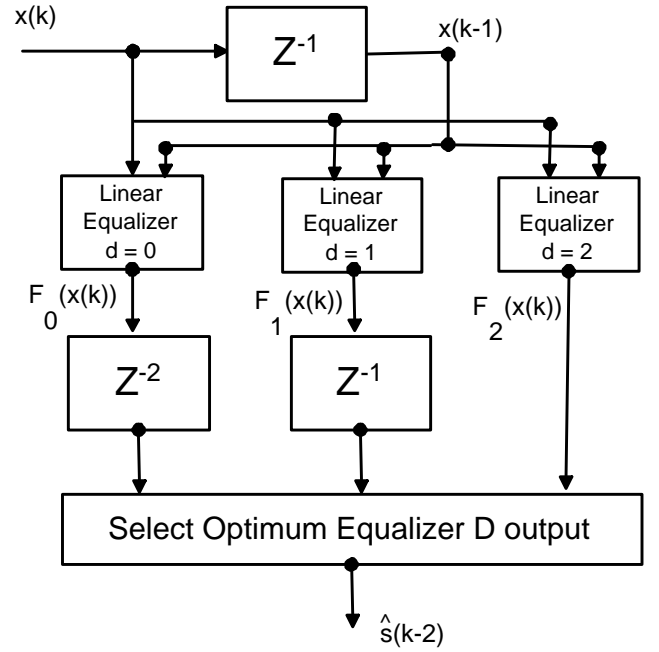 x(k)
Z⁻¹
x(k-1)
Linear
Equalizer
d = 0
Linear
Equalizer
d = 1
Linear
Equalizer
d = 2
F₀(x(k))
F₁(x(k))
F₂(x(k))
Z⁻²
Z⁻¹
Select Optimum Equalizer D output
ŝ(k-2)